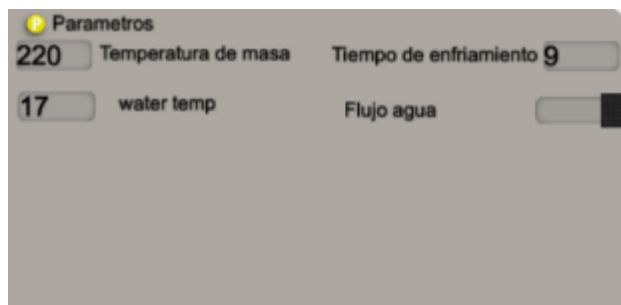 P Parametros
220 Temperatura de masa Tiempo de enfriamiento 9
17 water temp Flujo agua